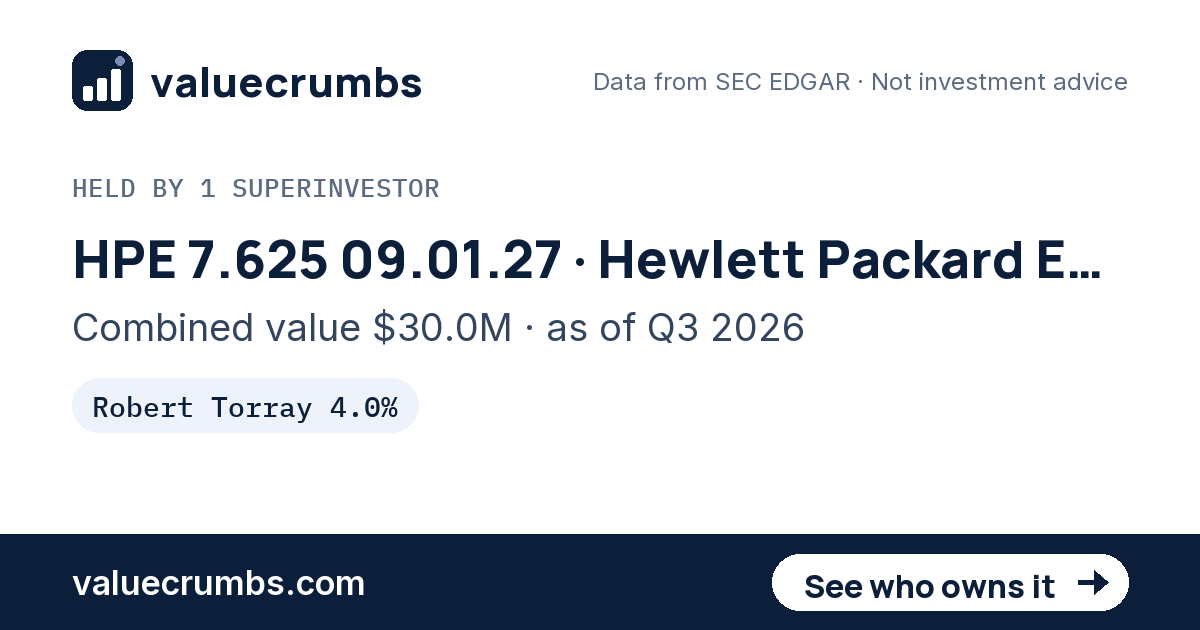 valuecrumbs
Data from SEC EDGAR · Not investment advice
HELD BY 1 SUPERINVESTOR
HPE 7.625 09.01.27 · Hewlett Packard E…
Combined value $30.0M · as of Q3 2026
Robert Torray 4.0%
valuecrumbs.com
See who owns it →